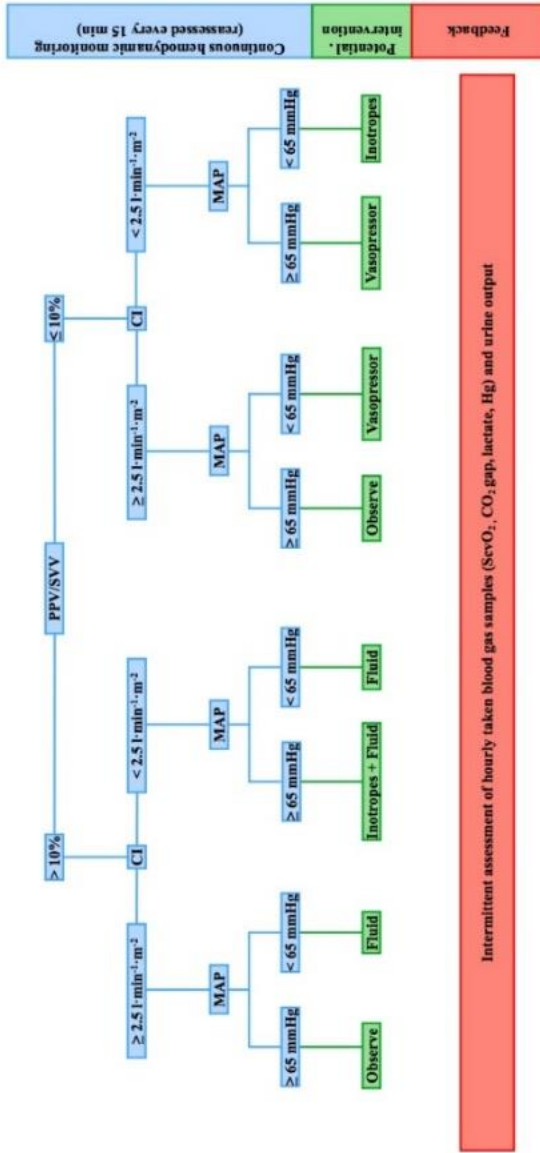 PPV/SVV
> 10%
≤ 10%
CI
CI
≥ 2.5 l·min⁻¹·m⁻²
< 2.5 l·min⁻¹·m⁻²
≥ 2.5 l·min⁻¹·m⁻²
< 2.5 l·min⁻¹·m⁻²
MAP
MAP
MAP
MAP
≥ 65 mmHg
< 65 mmHg
≥ 65 mmHg
< 65 mmHg
≥ 65 mmHg
< 65 mmHg
≥ 65 mmHg
< 65 mmHg
Observe
Fluid
Inotropes + Fluid
Fluid
Observe
Vasopressor
Vasopressor
Inotropes
Intermittent assessment of hourly taken blood gas samples (ScvO₂, CO₂ gap, lactate, Hg) and urine output
Continuous hemodynamic monitoring
(reassessed every 15 min)
Potential.
intervention
Feedback